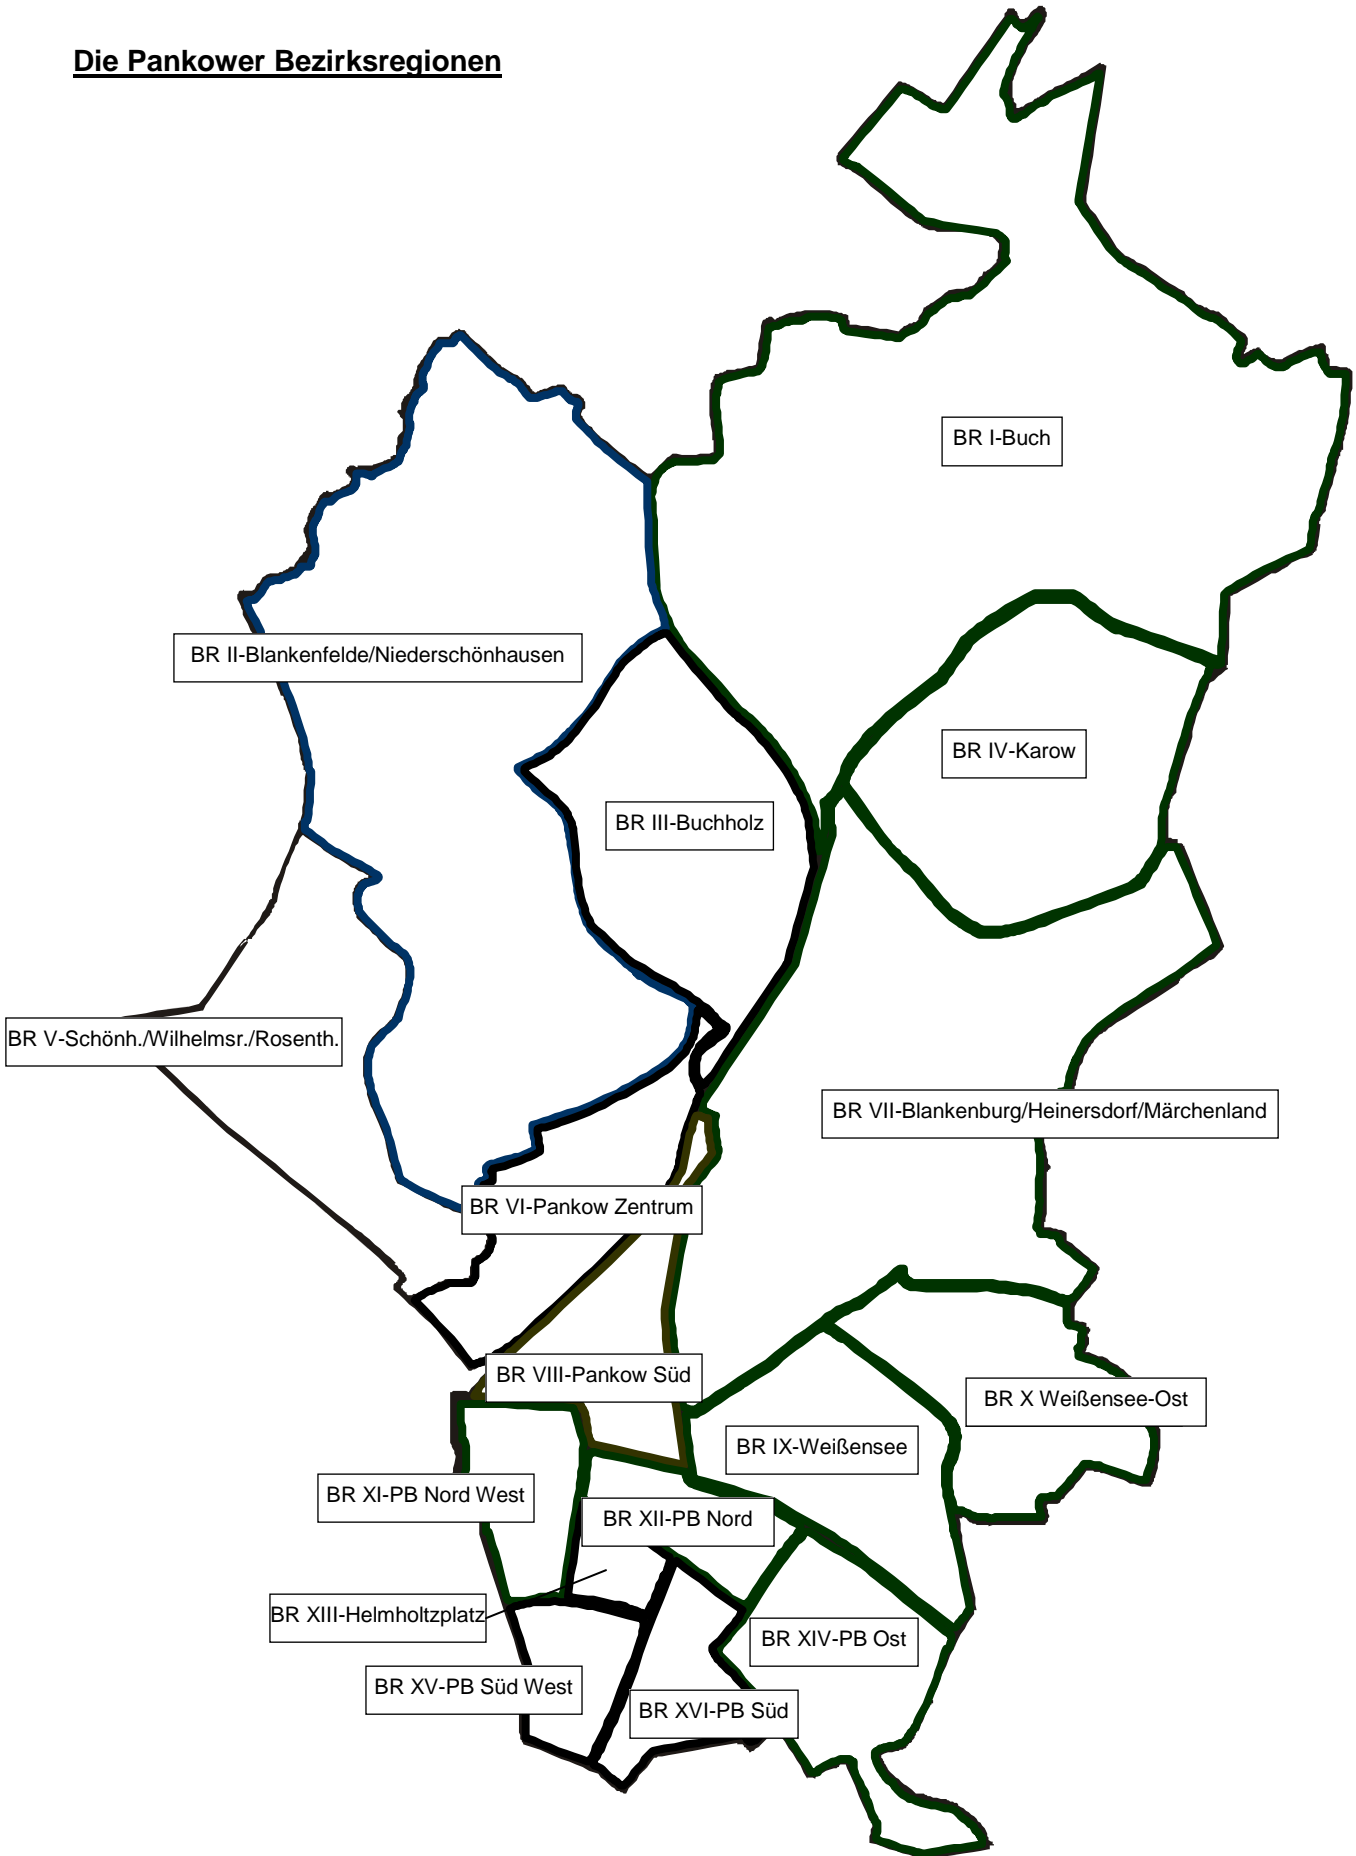 Die Pankower Bezirksregionen
BR I-Buch
BR II-Blankenfelde/Niederschönhausen
BR IV-Karow
BR III-Buchholz
BR V-Schönh./Wilhelmsr./Rosenth.
BR VII-Blankenburg/Heinersdorf/Märchenland
BR VI-Pankow Zentrum
BR VIII-Pankow Süd
BR X Weißensee-Ost
BR IX-Weißensee
BR XI-PB Nord West
BR XII-PB Nord
BR XIII-Helmholtzplatz
BR XIV-PB Ost
BR XV-PB Süd West
BR XVI-PB Süd